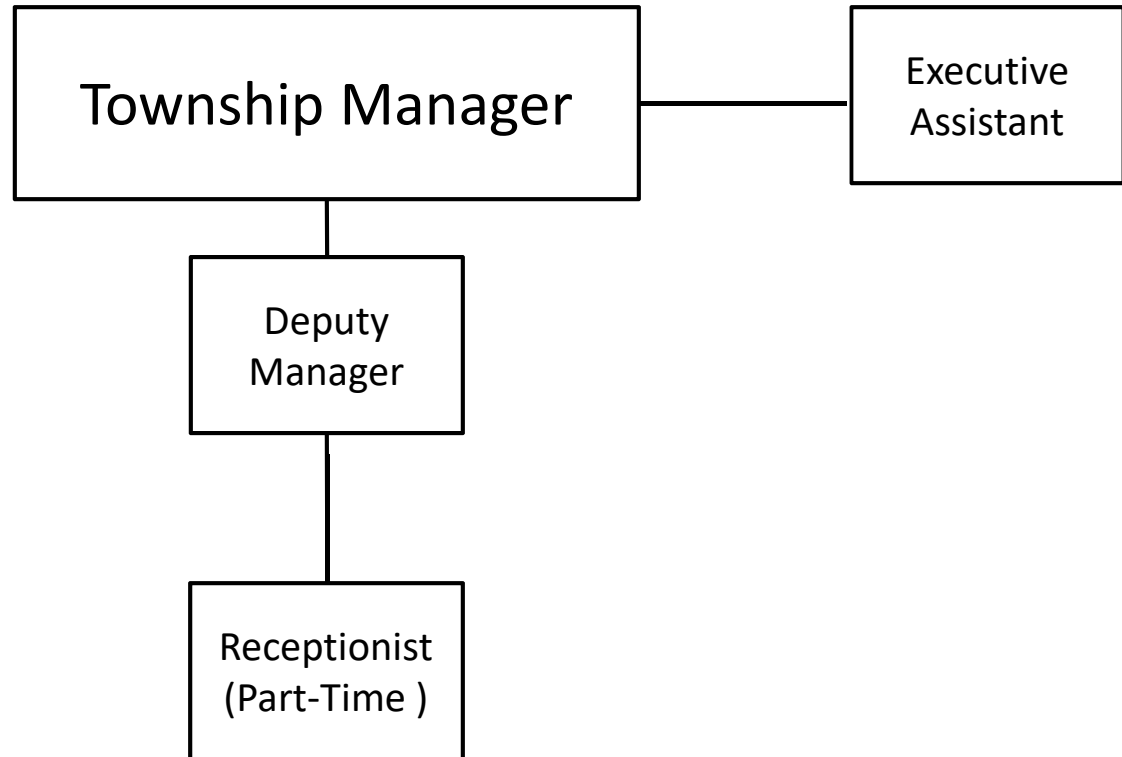 Township Manager
Executive
Assistant
Deputy
Manager
Receptionist
(Part-Time )